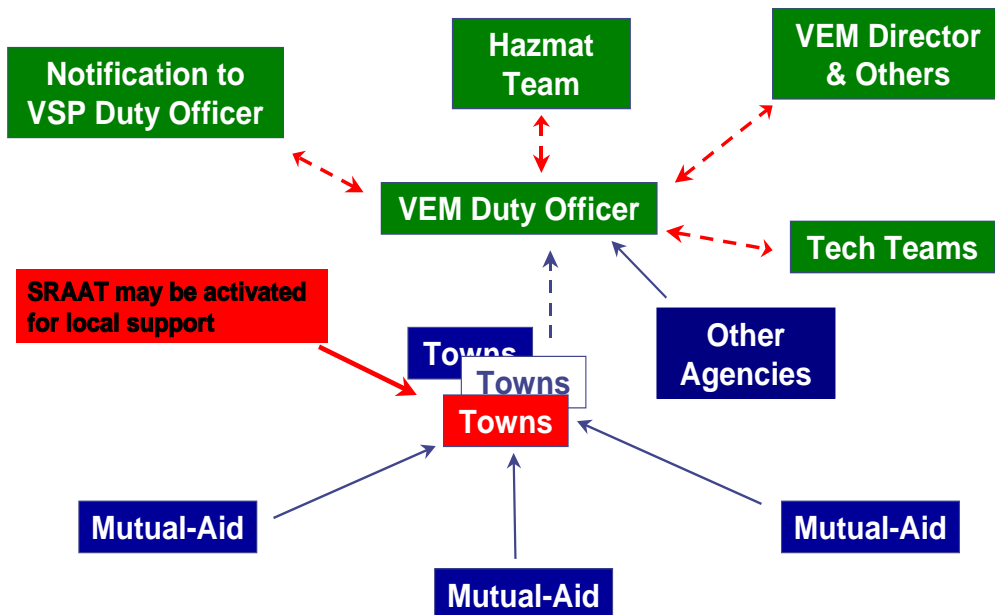 Notification to
VSP Duty Officer
Hazmat
Team
VEM Director
& Others
VEM Duty Officer
Tech Teams
SRAAT may be activated
for local support
Other
Agencies
Towns
Towns
Towns
Mutual-Aid
Mutual-Aid
Mutual-Aid